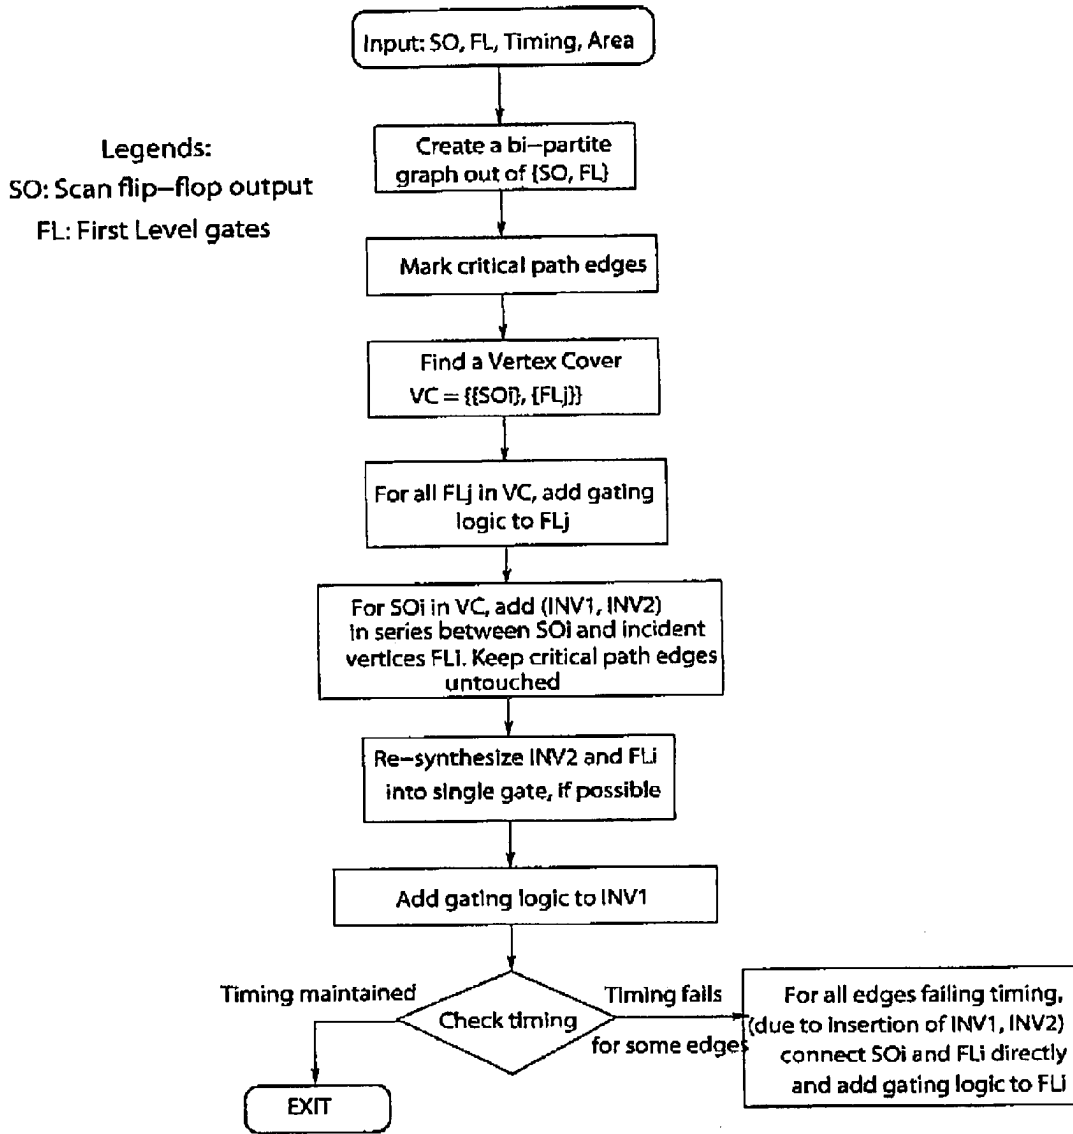 Input: SO, FL, Timing, Area
Legends:
SO: Scan flip-flop output
FL: First Level gates
Create a bi-partite
graph out of {SO, FL}
Mark critical path edges
Find a Vertex Cover
VC = {{SOi}, {FLj}}
For all FLj in VC, add gating
logic to FLj
For SOi in VC, add (INV1, INV2)
in series between SOi and incident
vertices FLi. Keep critical path edges
untouched
Re-synthesize INV2 and FLi
into single gate, if possible
Add gating logic to INV1
Timing maintained
Check timing
Timing fails
for some edges
For all edges failing timing,
(due to insertion of INV1, INV2)
connect SOi and FLi directly
and add gating logic to FLi
EXIT